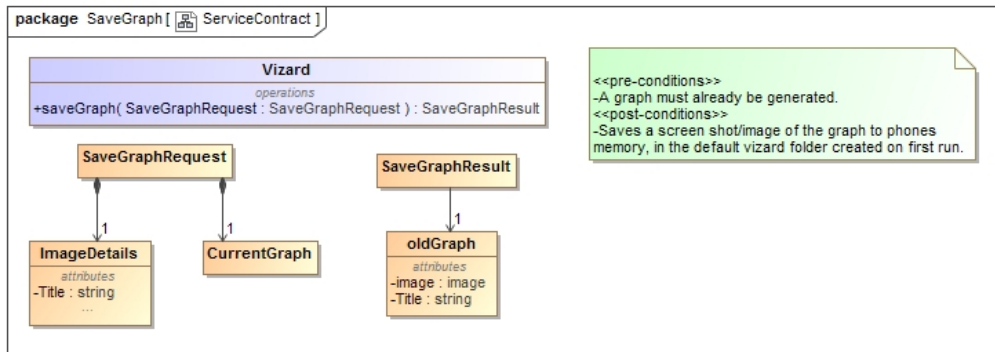 package SaveGraph [ ServiceContract ]
Vizard
operations
+saveGraph( SaveGraphRequest : SaveGraphRequest ) : SaveGraphResult
<<pre-conditions>>
-A graph must already be generated.
<<post-conditions>>
-Saves a screen shot/image of the graph to phones
memory, in the default vizard folder created on first run.
SaveGraphRequest
SaveGraphResult
1
1
1
ImageDetails
attributes
-Title : string
...
CurrentGraph
oldGraph
attributes
-image : image
-Title : string